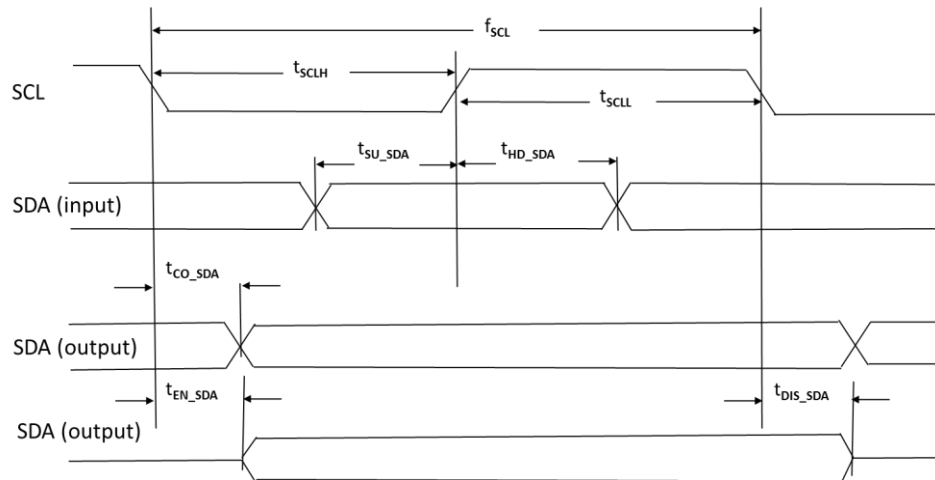 fSCL
tSCLH
SCL
tSCLL
tSU_SDA
tHD_SDA
SDA (input)
tCO_SDA
SDA (output)
tEN_SDA
tDIS_SDA
SDA (output)